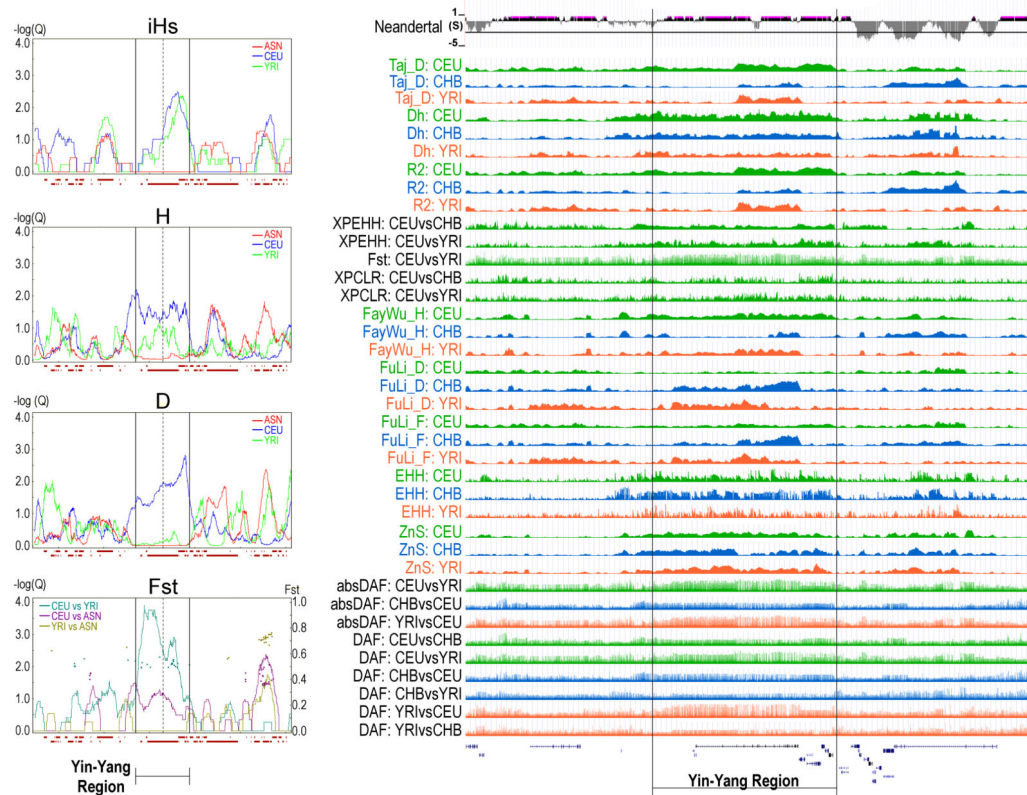 iHs
-log(Q)
4.0
3.0
2.0
1.0
0.0
ASN
CEU
YRI
H
-log(Q)
4.0
3.0
2.0
1.0
0.0
ASN
CEU
YRI
D
-log (Q)
4.0
3.0
2.0
1.0
0.0
ASN
CEU
YRI
Fst
-log(Q)
Fst
4.0
3.0
2.0
1.0
0.0
CEU vs YRI
CEU vs ASN
YRI vs ASN
1.0
0.8
0.6
0.4
0.2
0.0
Yin-Yang
Region
1
Neandertal (S)
-5
Taj_D: CEU
Taj_D: CHB
Taj_D: YRI
Dh: CEU
Dh: CHB
Dh: YRI
R2: CEU
R2: CHB
R2: YRI
XPEHH: CEUvsCHB
XPEHH: CEUvsYRI
Fst: CEUvsYRI
XPCLR: CEUvsCHB
XPCLR: CEUvsYRI
FayWu_H: CEU
FayWu_H: CHB
FayWu_H: YRI
FuLi_D: CEU
FuLi_D: CHB
FuLi_D: YRI
FuLi_F: CEU
FuLi_F: CHB
FuLi_F: YRI
EHH: CEU
EHH: CHB
EHH: YRI
ZnS: CEU
ZnS: CHB
ZnS: YRI
absDAF: CEUvsYRI
absDAF: CHBvsCEU
absDAF: YRIvsCEU
DAF: CEUvsCHB
DAF: CEUvsYRI
DAF: CHBvsCEU
DAF: CHBvsYRI
DAF: YRIvsCEU
DAF: YRIvsCHB
Yin-Yang Region